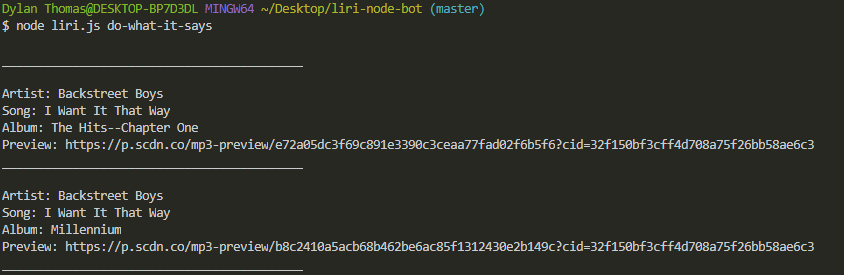 Dylan Thomas@DESKTOP-BP7D3DL MINGW64 ~/Desktop/liri-node-bot (master)
$ node liri.js do-what-it-says
Artist: Backstreet Boys
Song: I Want It That Way
Album: The Hits--Chapter One
Preview: https://p.scdn.co/mp3-preview/e72a05dc3f69c891e3390c3ceaa77fad02f6b5f6?cid=32f150bf3cff4d708a75f26bb58ae6c3
Artist: Backstreet Boys
Song: I Want It That Way
Album: Millennium
Preview: https://p.scdn.co/mp3-preview/b8c2410a5acb68b462be6ac85f1312430e2b149c?cid=32f150bf3cff4d708a75f26bb58ae6c3